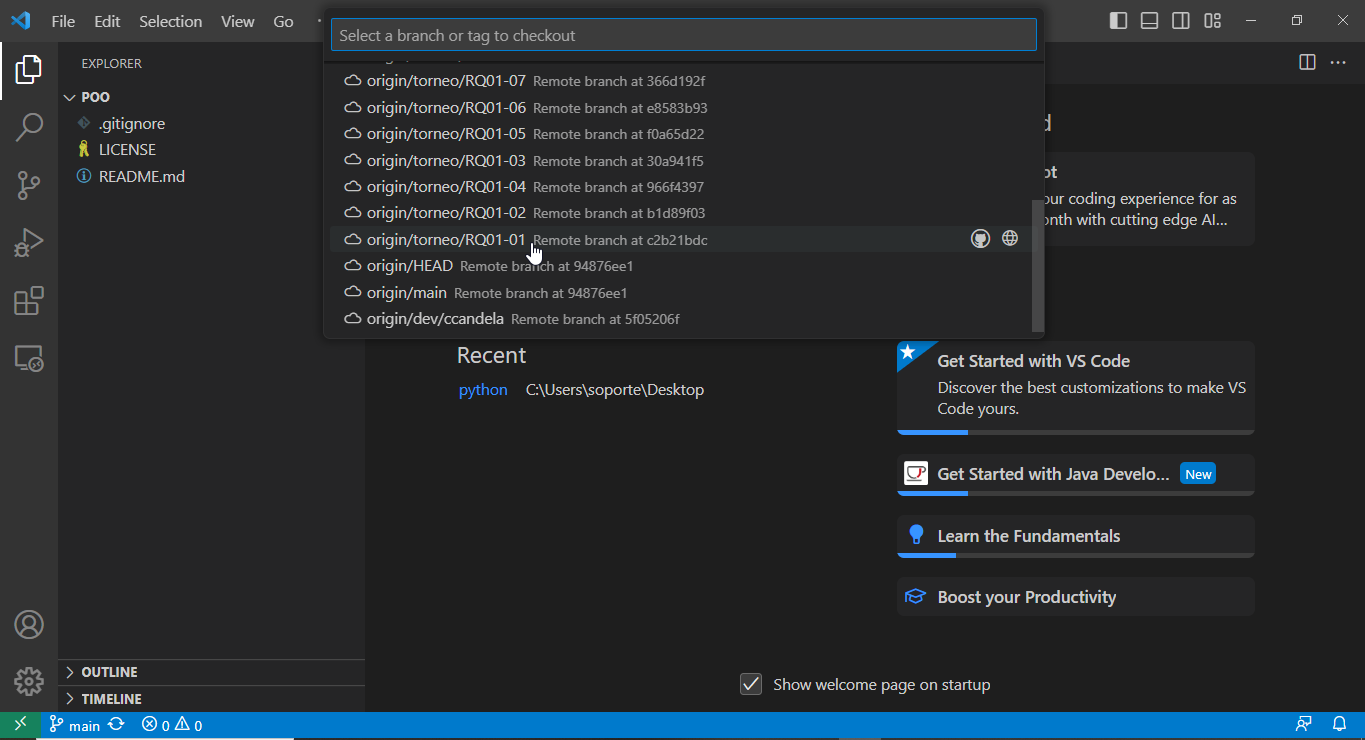 File Edit Selection View Go
Select a branch or tag to checkout
EXPLORER
POO
.gitignore
LICENSE
README.md
origin/torneo/RQ01-07 Remote branch at 366d192f
origin/torneo/RQ01-06 Remote branch at e8583b93
origin/torneo/RQ01-05 Remote branch at f0a65d22
origin/torneo/RQ01-03 Remote branch at 30a941f5
origin/torneo/RQ01-04 Remote branch at 966f4397
origin/torneo/RQ01-02 Remote branch at b1d89f03
origin/torneo/RQ01-01 Remote branch at c2b21bdc
origin/HEAD Remote branch at 94876ee1
origin/main Remote branch at 94876ee1
origin/dev/ccandela Remote branch at 5f05206f
coding experience for as
with cutting edge AI...
Recent
python C:\Users\soporte\Desktop
Get Started with VS Code
Discover the best customizations to make VS
Code yours.
Get Started with Java Develo... New
Learn the Fundamentals
Boost your Productivity
Show welcome page on startup
OUTLINE
TIMELINE
main 0 0